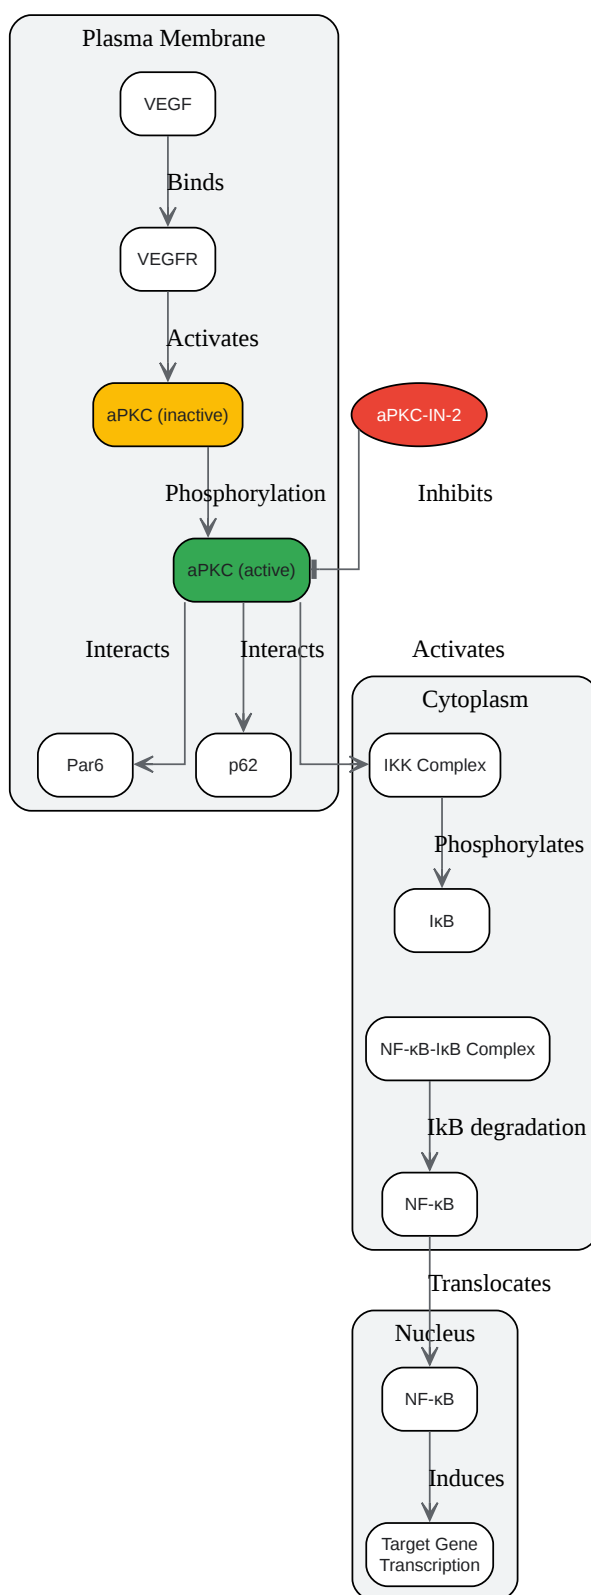 Plasma Membrane
VEGF
Binds
VEGFR
Activates
aPKC (inactive)
aPKC-IN-2
Phosphorylation
Inhibits
aPKC (active)
Interacts
Interacts
Activates
Cytoplasm
Par6
p62
IKK Complex
Phosphorylates
IκB
NF-κB-IκB Complex
IkB degradation
NF-κB
Translocates
Nucleus
NF-κB
Induces
Target Gene
Transcription